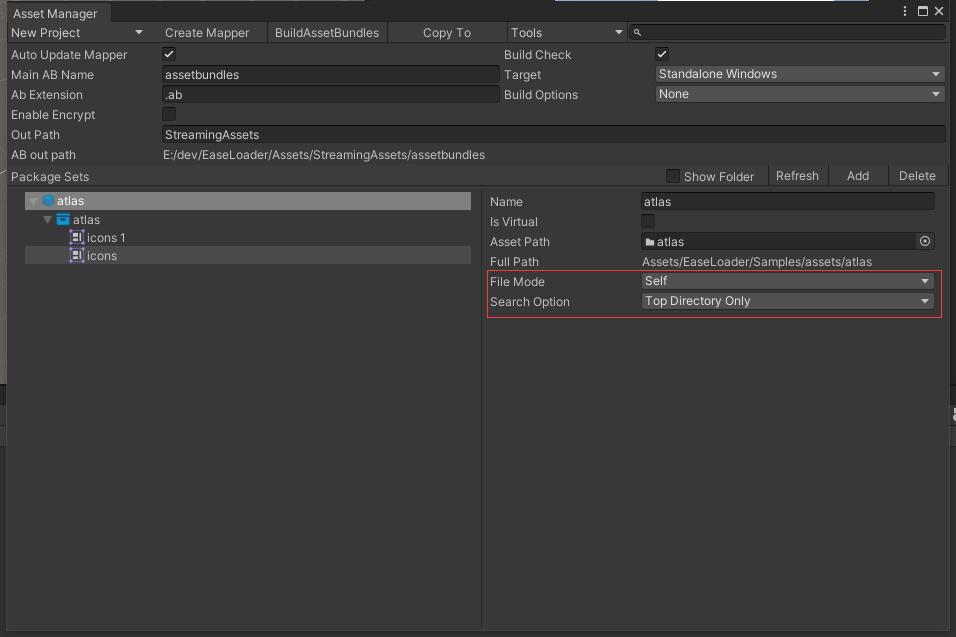 Asset Manager
New Project Create Mapper BuildAssetBundles Copy To Tools
Auto Update Mapper Build Check
Main AB Name assetbundles Target Standalone Windows
Ab Extension .ab Build Options None
Enable Encrypt
Out Path StreamingAssets
AB out path E:/dev/EaseLoader/Assets/StreamingAssets/assetbundles
Package Sets Show Folder Refresh Add Delete
atlas
atlas
icons 1
icons
Name atlas
Is Virtual
Asset Path atlas
Full Path Assets/EaseLoader/Samples/assets/atlas
File Mode Self
Search Option Top Directory Only